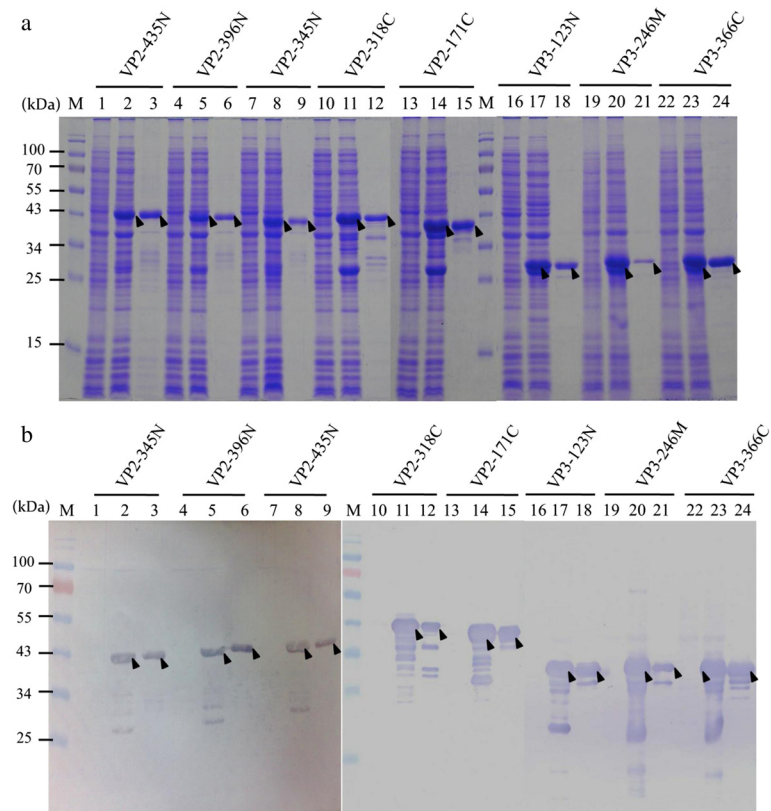 a
VP2-435N VP2-396N VP2-345N VP2-318C VP2-171C VP3-123N VP3-246M VP3-366C
(kDa) M 1 2 3 4 5 6 7 8 9 10 11 12 13 14 15 M 16 17 18 19 20 21 22 23 24
100
70
55
43
34
25
15
b
VP2-345N VP2-396N VP2-435N VP2-318C VP2-171C VP3-123N VP3-246M VP3-366C
(kDa) M 1 2 3 4 5 6 7 8 9 M 10 11 12 13 14 15 16 17 18 19 20 21 22 23 24
100
70
55
43
34
25